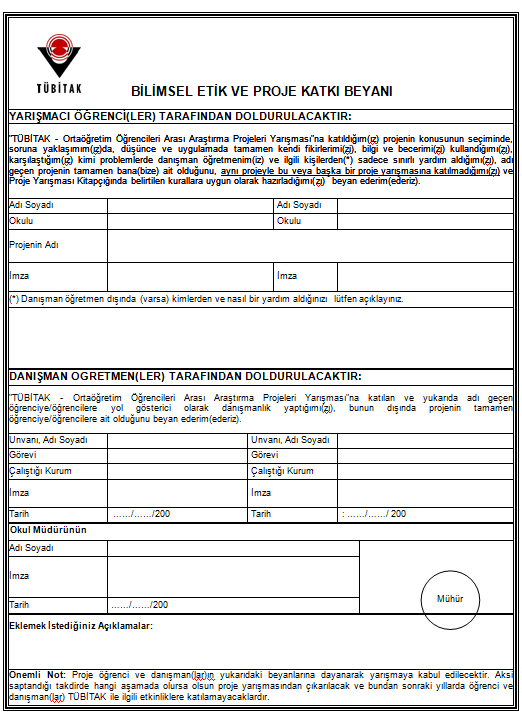 TÜBİTAK
BİLİMSEL ETİK VE PROJE KATKI BEYANI
YARIŞMACI ÖĞRENCİ(LER) TARAFINDAN DOLDURULACAKTIR:
"TÜBİTAK - Ortaöğretim Öğrencileri Arası Araştırma Projeleri Yarışması"na katıldığım(ız) projenin konusunun seçiminde,
soruna yaklaşımım(ız)da, düşünce ve uygulamada tamamen kendi fikirlerimi(zi), bilgi ve becerimi(zi) kullandığımı(zı),
karşılaştığım(ız) kimi problemlerde danışman öğretmenim(iz) ve ilgili kişilerden(*) sadece sınırlı yardım aldığımı(zı), adı
geçen projenin tamamen bana(bize) ait olduğunu, aynı projeyle bu veya başka bir proje yarışmasına katılmadığımı(zı) ve
Proje Yarışması Kitapçığında belirtilen kurallara uygun olarak hazırladığımı(zı) beyan ederim(ederiz).
Adı Soyadı Adı Soyadı
Okulu Okulu
Projenin Adı
İmza İmza
(*) Danışman öğretmen dışında (varsa) kimlerden ve nasıl bir yardım aldığınızı lütfen açıklayınız.
DANIŞMAN OGRETMEN(LER) TARAFINDAN DOLDURULACAKTIR:
"TÜBİTAK - Ortaöğretim Öğrencileri Arası Araştırma Projeleri Yarışması"na katılan ve yukarıda adı geçen
öğrenciye/öğrencilere yol gösterici olarak danışmanlık yaptığımı(zı), bunun dışında projenin tamamen
öğrenciye/öğrencilere ait olduğunu beyan ederim(ederiz).
Unvanı, Adı Soyadı Unvanı, Adı Soyadı
Görevi Görevi
Çalıştığı Kurum Çalıştığı Kurum
İmza İmza
Tarih ....../....../200 Tarih : ....../....../ 200
Okul Müdürünün
Adı Soyadı
İmza
Mühür
Tarih ....../....../200
Eklemek İstediğiniz Açıklamalar:
Onemli Not: Proje öğrenci ve danışman(lar)ın yukarıdaki beyanlarına dayanarak yarışmaya kabul edilecektir. Aksi
saptandığı takdirde hangi aşamada olursa olsun proje yarışmasından çıkarılacak ve bundan sonraki yıllarda öğrenci ve
danışman(lar) TÜBİTAK ile ilgili etkinliklere katılamayacaklardır.